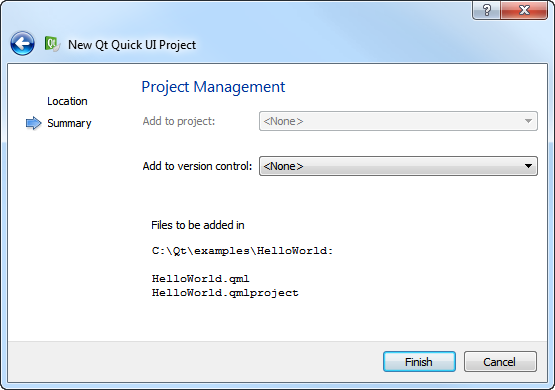 New Qt Quick UI Project
Location
Summary
Project Management
Add to project: <None>
Add to version control: <None>
Files to be added in
C:\Qt\examples\HelloWorld:
HelloWorld.qml
HelloWorld.qmlproject
Finish Cancel